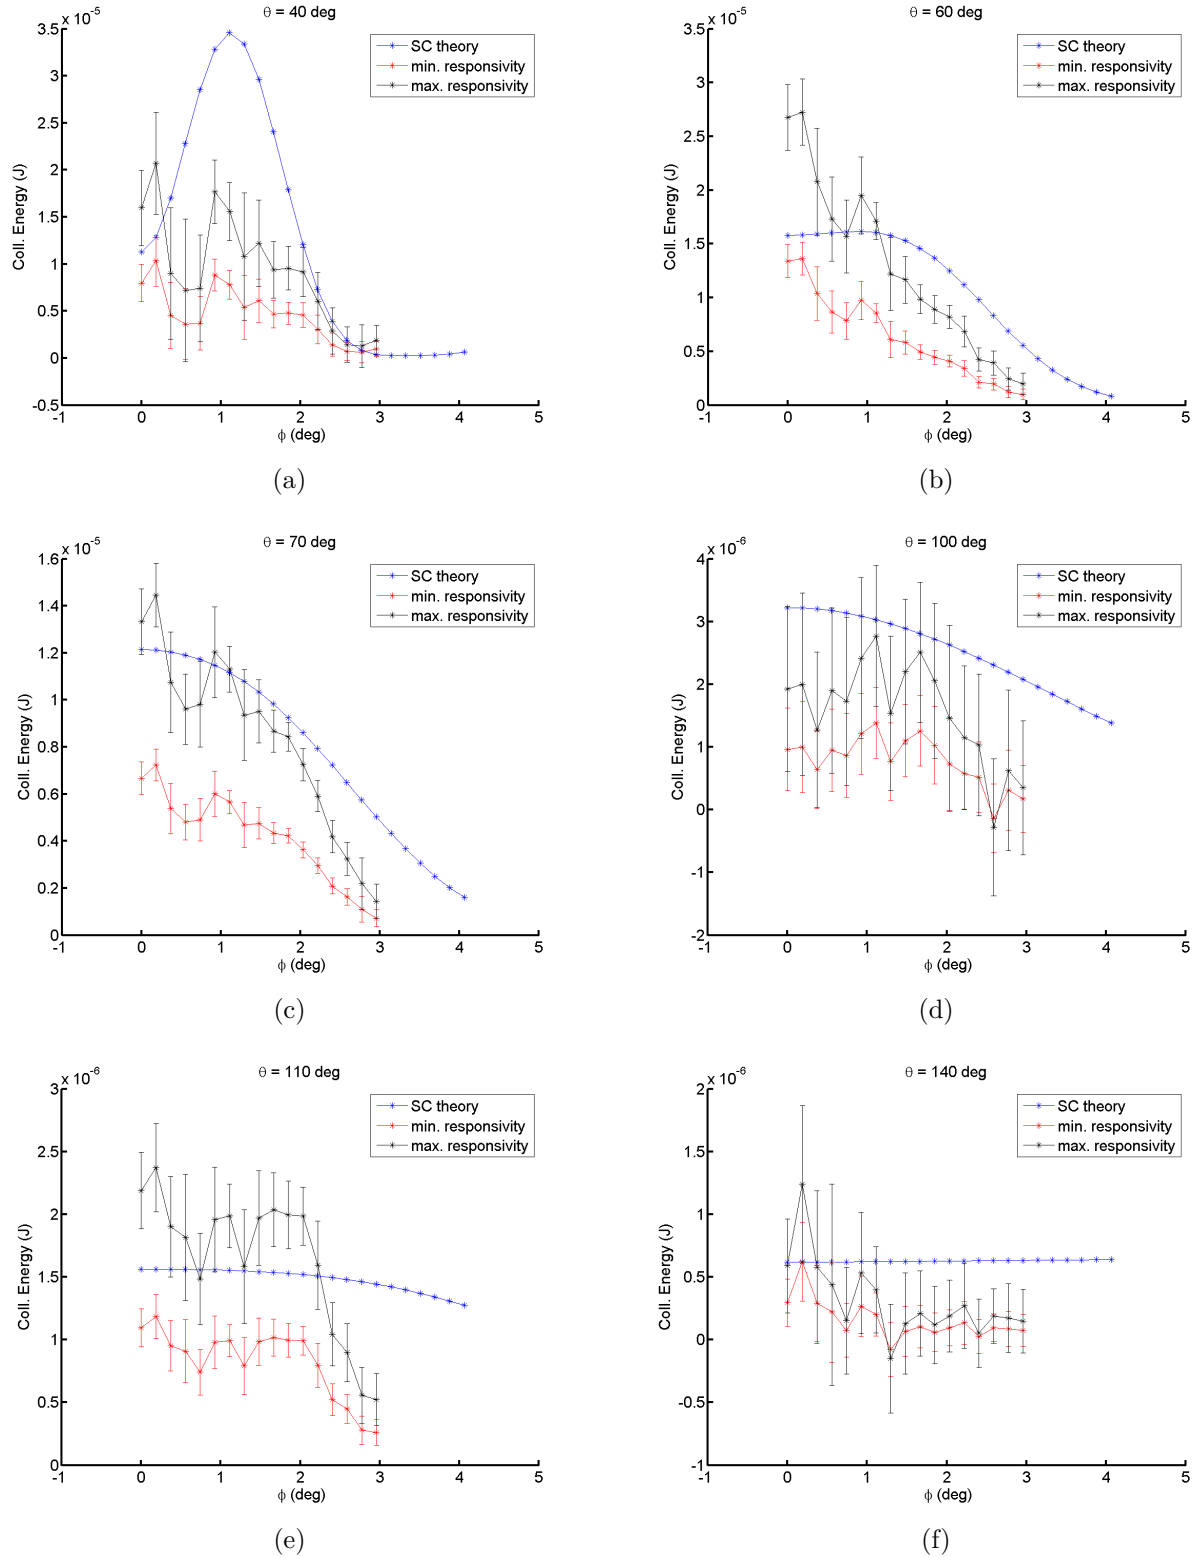 x 10⁻⁵
θ = 40 deg
3.5
3
2.5
2
1.5
1
0.5
0
-0.5
Coll. Energy (J)
-1 0 1 2 3 4 5
φ (deg)
SC theory
min. responsivity
max. responsivity
(a)
x 10⁻⁵
θ = 60 deg
3.5
3
2.5
2
1.5
1
0.5
0
Coll. Energy (J)
-1 0 1 2 3 4 5
φ (deg)
SC theory
min. responsivity
max. responsivity
(b)
x 10⁻⁵
θ = 70 deg
1.6
1.4
1.2
1
0.8
0.6
0.4
0.2
0
Coll. Energy (J)
-1 0 1 2 3 4 5
φ (deg)
SC theory
min. responsivity
max. responsivity
(c)
x 10⁻⁶
θ = 100 deg
4
3
2
1
0
-1
-2
Coll. Energy (J)
-1 0 1 2 3 4 5
φ (deg)
SC theory
min. responsivity
max. responsivity
(d)
x 10⁻⁶
θ = 110 deg
3
2.5
2
1.5
1
0.5
0
Coll. Energy (J)
-1 0 1 2 3 4 5
φ (deg)
SC theory
min. responsivity
max. responsivity
(e)
x 10⁻⁶
θ = 140 deg
2
1.5
1
0.5
0
-0.5
-1
Coll. Energy (J)
-1 0 1 2 3 4 5
φ (deg)
SC theory
min. responsivity
max. responsivity
(f)